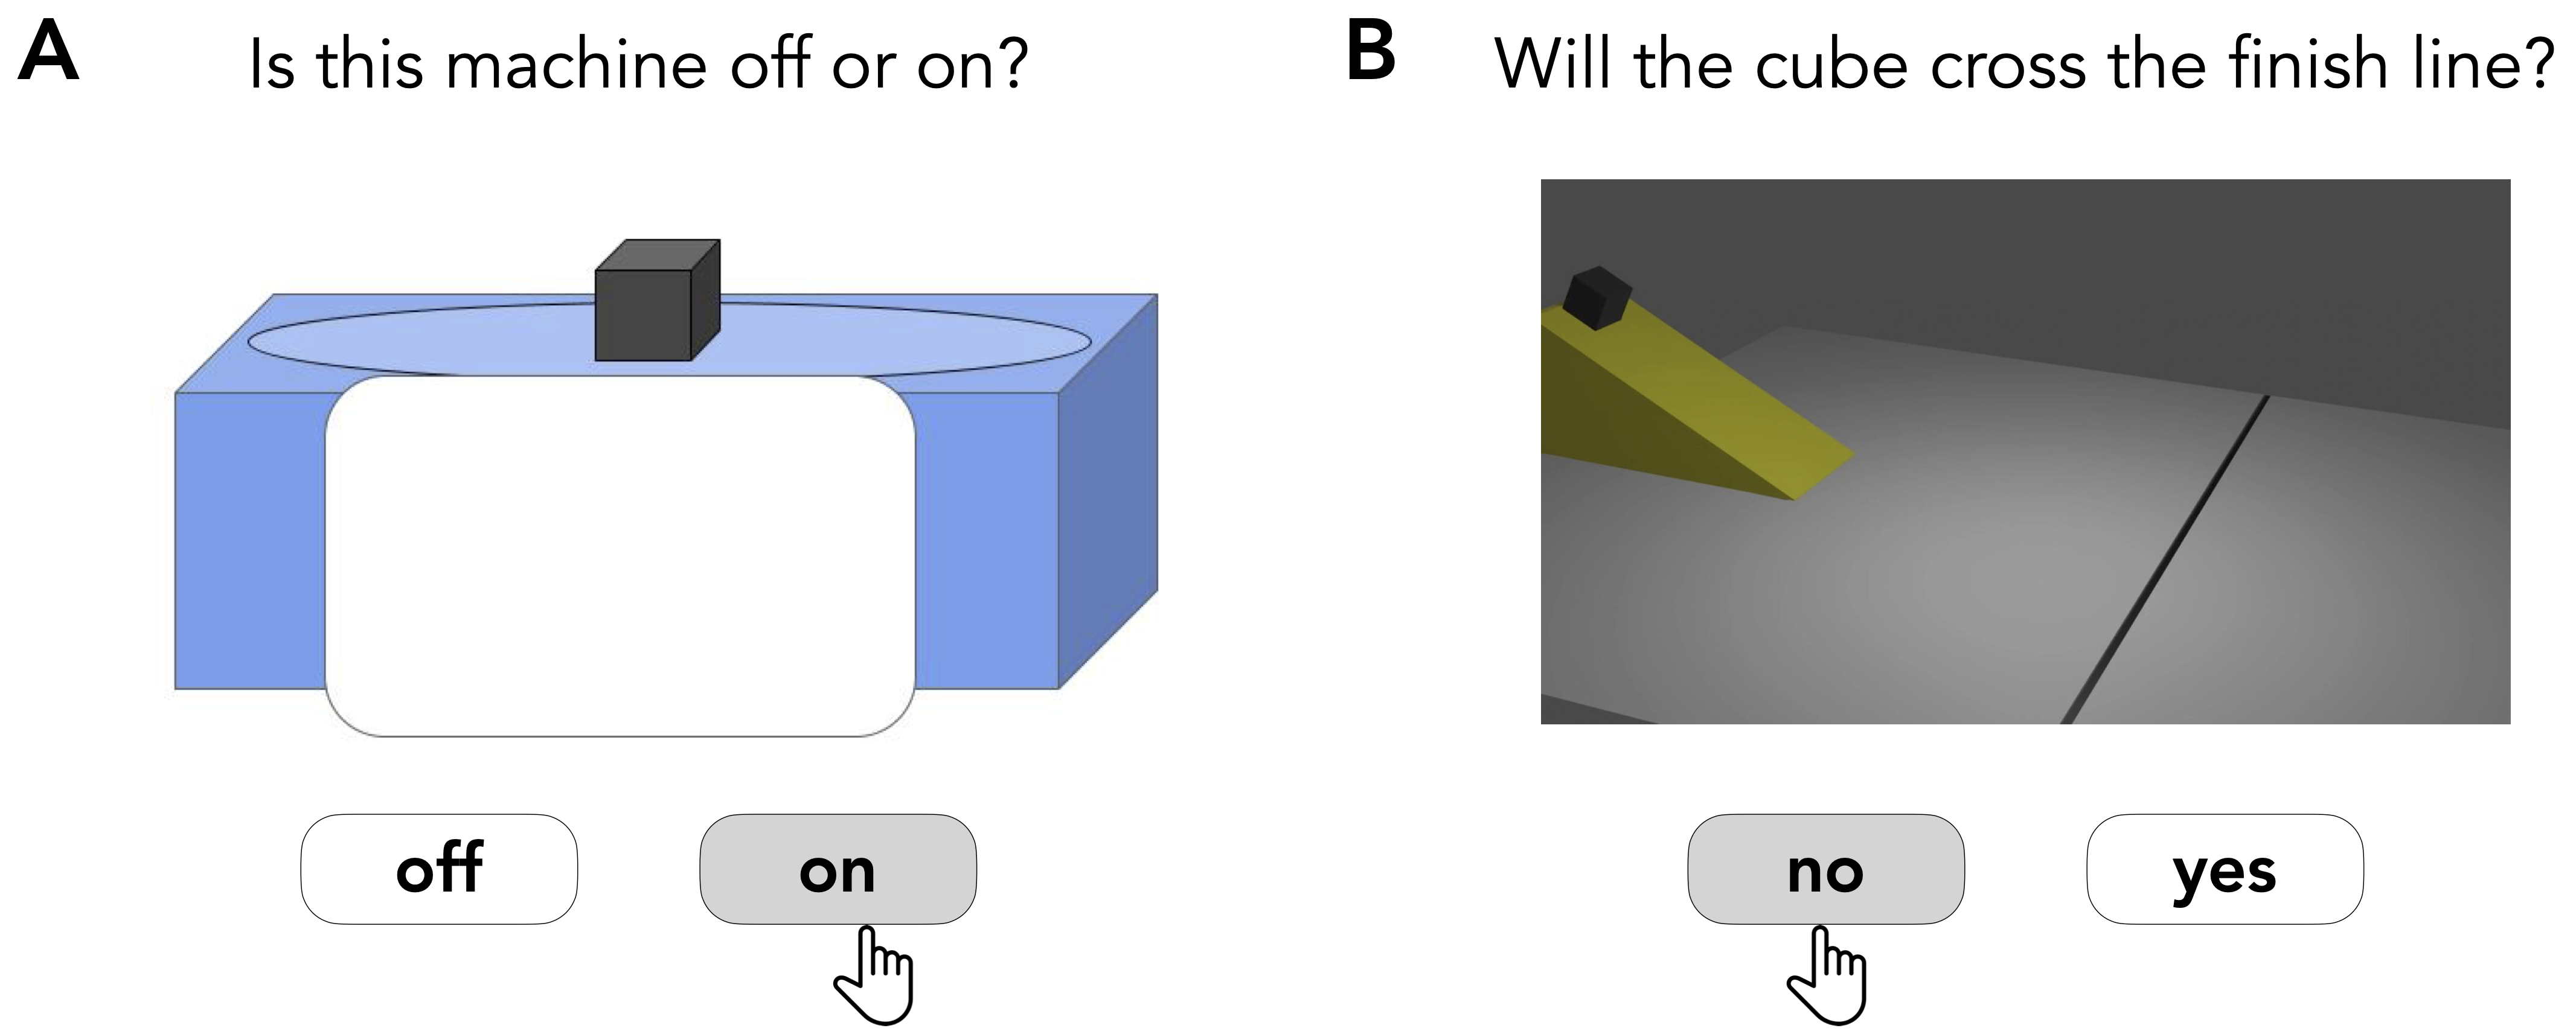 A
Is this machine off or on?
off
on
B
Will the cube cross the finish line?
no
yes